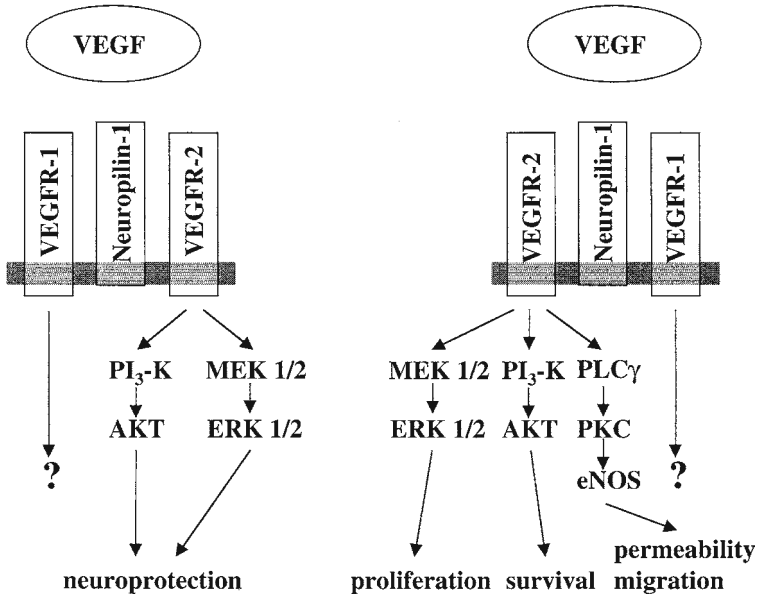 VEGF
VEGF
VEGFR-1
Neuropilin-1
VEGFR-2
VEGFR-2
Neuropilin-1
VEGFR-1
PI₃-K
MEK 1/2
MEK 1/2
PI₃-K
PLCγ
AKT
ERK 1/2
ERK 1/2
AKT
PKC
?
eNOS
?
neuroprotection
proliferation
survival
permeability
migration